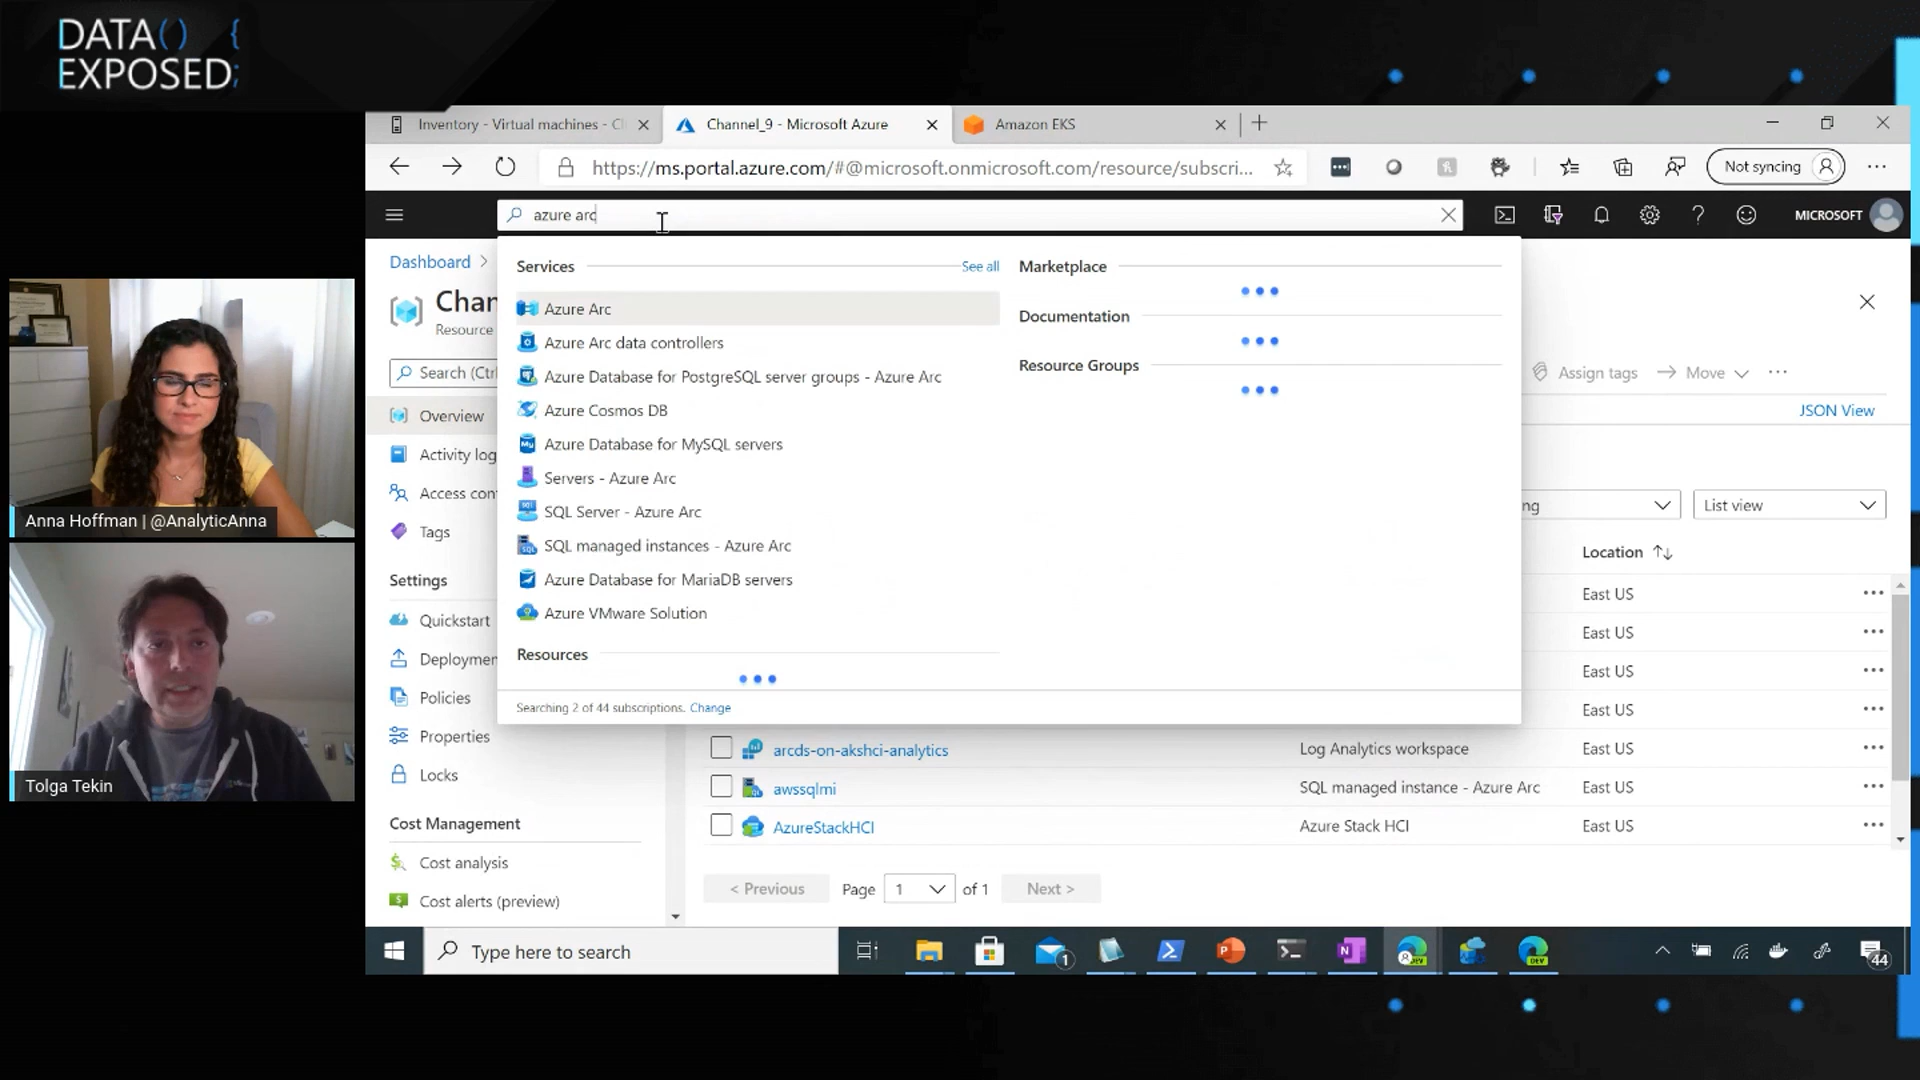 DATA() {
EXPOSED;
Inventory - Virtual machines - Cl
Channel_9 - Microsoft Azure
Amazon EKS
https://ms.portal.azure.com/#@microsoft.onmicrosoft.com/resource/subscri...
Not syncing
azure arc
MICROSOFT
Dashboard >
Chan
Resource
Search (Ctrl
Overview
Activity log
Access con
Tags
Settings
Quickstart
Deploymen
Policies
Properties
Locks
Cost Management
Cost analysis
Cost alerts (preview)
Services
See all
Azure Arc
Azure Arc data controllers
Azure Database for PostgreSQL server groups - Azure Arc
Azure Cosmos DB
Azure Database for MySQL servers
Servers - Azure Arc
SQL Server - Azure Arc
SQL managed instances - Azure Arc
Azure Database for MariaDB servers
Azure VMware Solution
Resources
Searching 2 of 44 subscriptions. Change
Marketplace
Documentation
Resource Groups
Assign tags
Move
JSON View
ng
List view
Location
East US
East US
East US
East US
arcds-on-akshci-analytics
Log Analytics workspace
East US
awssqlmi
SQL managed instance - Azure Arc
East US
AzureStackHCI
Azure Stack HCI
East US
< Previous
Page
1
of 1
Next >
Anna Hoffman | @AnalyticAnna
Tolga Tekin
Type here to search
1
DEV
DEV
44